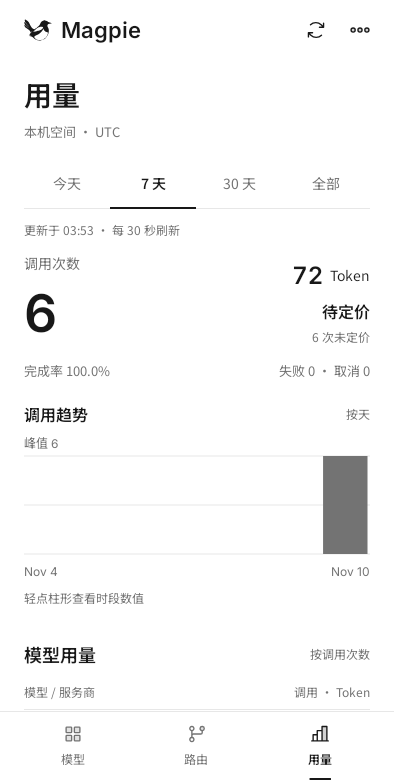 Magpie
用量
本机空间 · UTC
今天 7 天 30 天 全部
更新于 03:53 · 每 30 秒刷新
调用次数
6
72 Token
待定价
6 次未定价
完成率 100.0%
失败 0 · 取消 0
调用趋势 按天
峰值 6
Nov 4 Nov 10
轻点柱形查看时段数值
模型用量 按调用次数
模型 / 服务商 调用 · Token
模型 路由 用量